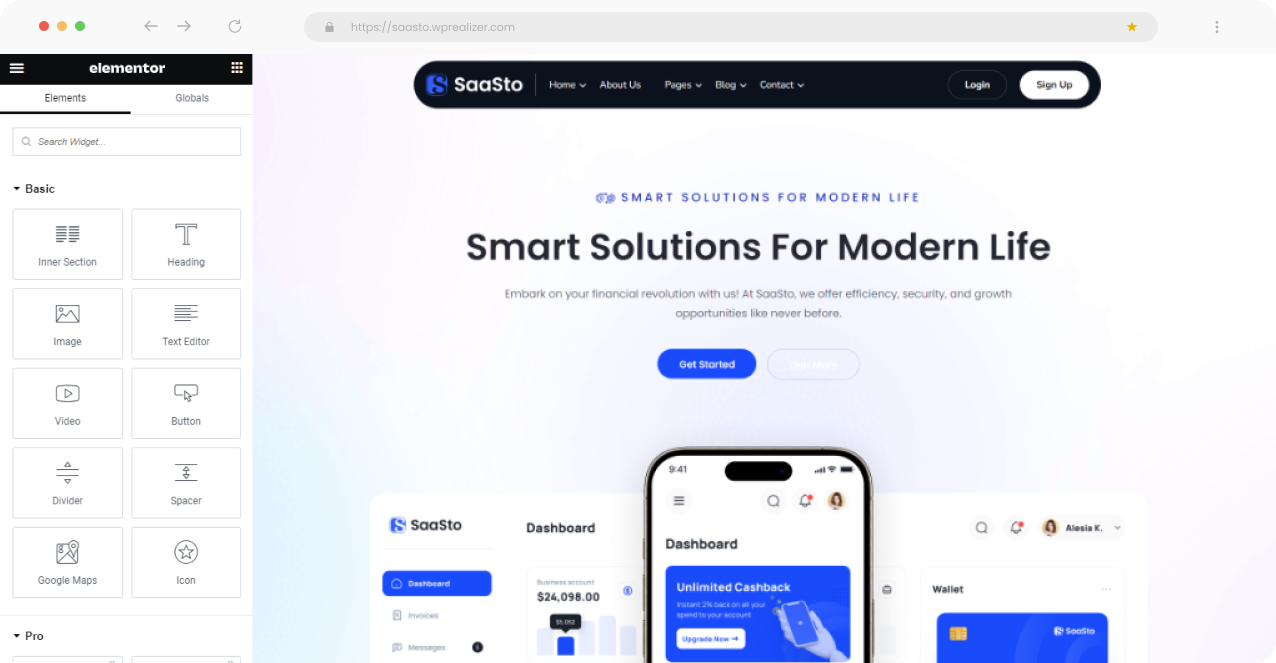 https://saasto.wprealizer.com
elementor
Elements
Globals
Search Widget...
Basic
Inner Section
Heading
Image
Text Editor
Video
Button
Divider
Spacer
Google Maps
Icon
Pro
SaaSto
Home
About Us
Pages
Blog
Contact
Login
Sign Up
SMART SOLUTIONS FOR MODERN LIFE
Smart Solutions For Modern Life
Embark on your financial revolution with us! At SaaSto, we offer efficiency, security, and growth
opportunities like never before.
Get Started
SaaSto
Dashboard
Invoices
Messages
Dashboard
Business account
$24,098.00
$5,052
9:41
Dashboard
Unlimited Cashback
Instant 2% back on all your
spend to your account
Upgrade Now
Alesia K.
Wallet
SaaSto